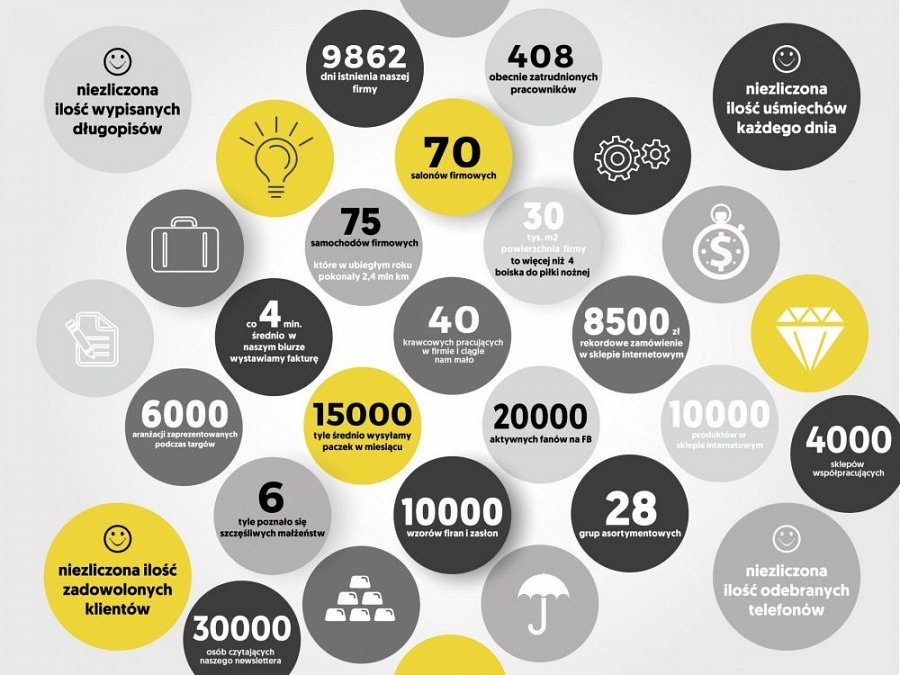 niezliczona
ilość wypisanych
długopisów
9862
dni istnienia naszej
firmy
408
obecnie zatrudnionych
pracowników
niezliczona
ilość uśmiechów
każdego dnia
70
salonów firmowych
75
samochodów firmowych
które w ubiegłym roku
pokonały 2,4 mln km
30
tyś. m2
powierzchnia firmy
to więcej niż 4
boiska do piłki nożnej
co 4 min.
średnio w
naszym biurze
wystawiamy fakturę
40
krawcowych pracujących
w firmie i ciągle
nam mało
8500 zł
rekordowe zamówienie
w sklepie internetowym
6000
aranżacji zaprezentowanych
podczas targów
15000
tyle średnio wysyłamy
paczek w miesiącu
20000
aktywnych fanów na FB
10000
produktów w
sklepie internetowym
4000
sklepów
współpracujących
6
tyle poznało się
szczęśliwych małżeństw
10000
wzorów firan i zasłon
28
grup asortymentowych
niezliczona ilość
zadowolonych
klientów
30000
osób czytających
naszego newslettera
niezliczona
ilość odebranych
telefonów